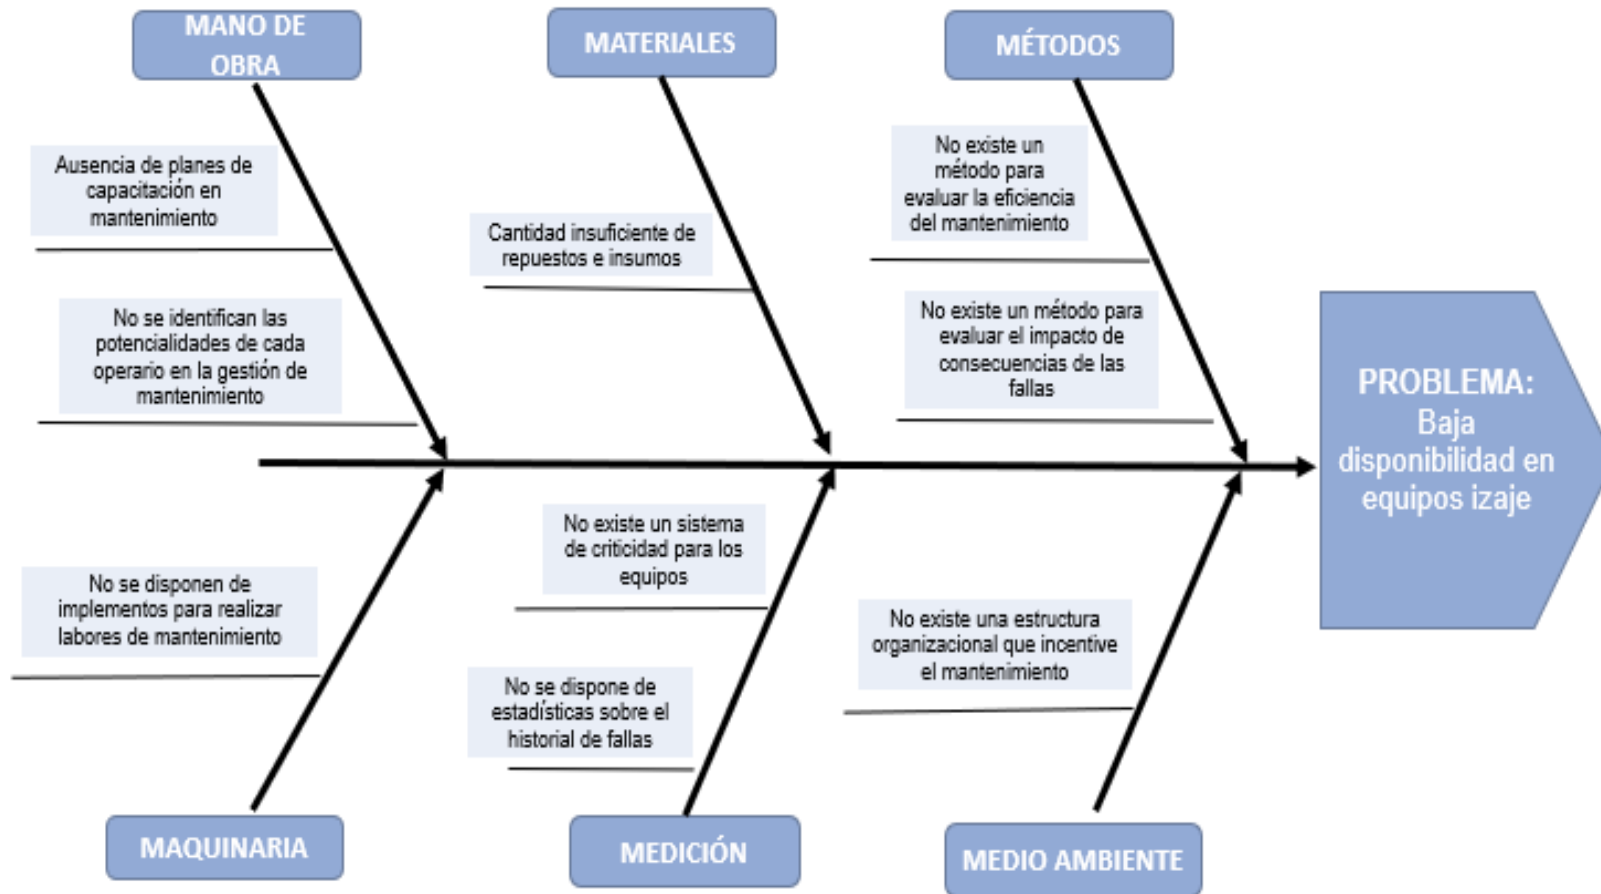 MANO DE
OBRA
MATERIALES
MÉTODOS
Ausencia de planes de
capacitación en
mantenimiento
No se identifican las
potencialidades de cada
operario en la gestión de
mantenimiento
Cantidad insuficiente de
repuestos e insumos
No existe un
método para
evaluar la eficiencia
del mantenimiento
No existe un método para
evaluar el impacto de
consecuencias de las
fallas
PROBLEMA:
Baja
disponibilidad en
equipos izaje
No se disponen de
implementos para realizar
labores de mantenimiento
No existe un sistema
de criticidad para los
equipos
No se dispone de
estadísticas sobre el
historial de fallas
No existe una estructura
organizacional que incentive
el mantenimiento
MAQUINARIA
MEDICIÓN
MEDIO AMBIENTE